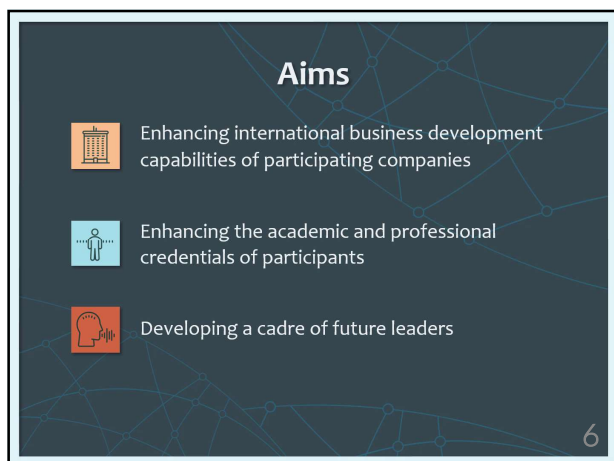 Aims
Enhancing international business development
capabilities of participating companies
Enhancing the academic and professional
credentials of participants
Developing a cadre of future leaders
6